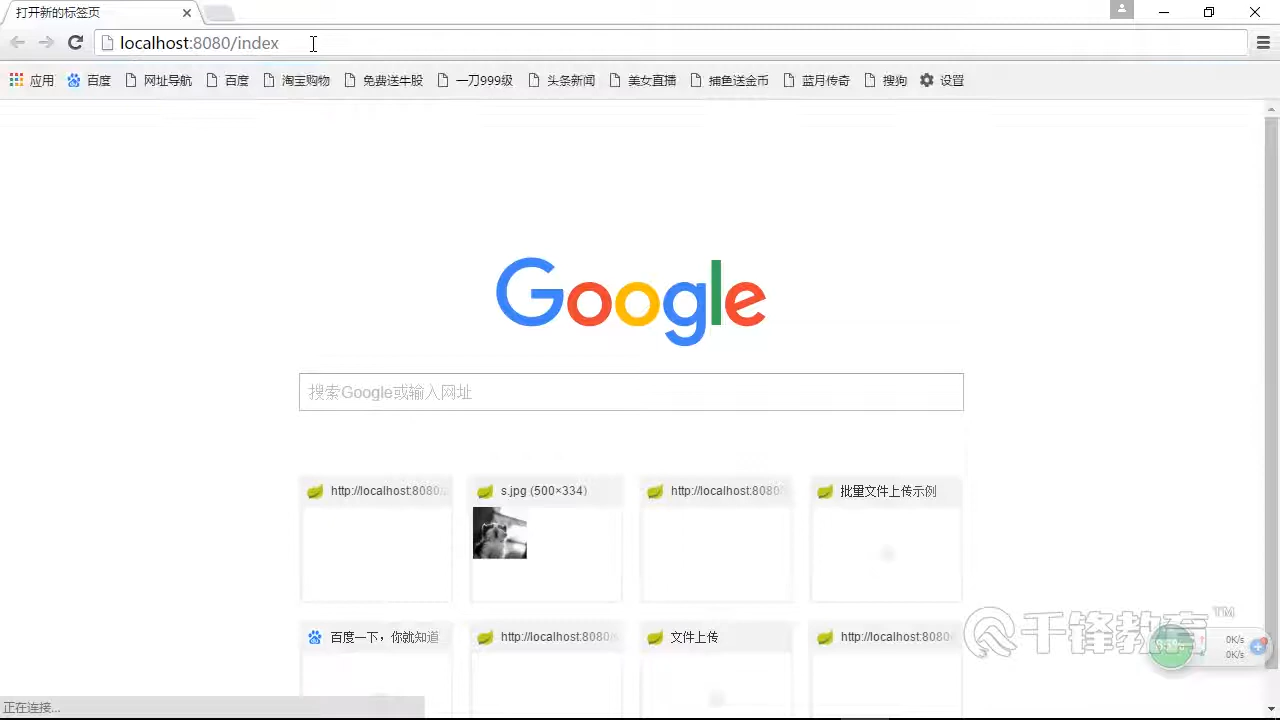 打开新的标签页
localhost:8080/index
应用 百度 网址导航 百度 淘宝购物 免费送牛股 一刀999级 头条新闻 美女直播 捕鱼送金币 蓝月传奇 搜狗 设置
Google
搜索Google或输入网址
http://localhost:8080/ s.jpg (500×334) http://localhost:8080 批量文件上传示例
百度一下，你就知道 http://localhost:8080/ 文件上传 http://localhost:8080
千锋教育™
0K/s
0K/s
正在连接...